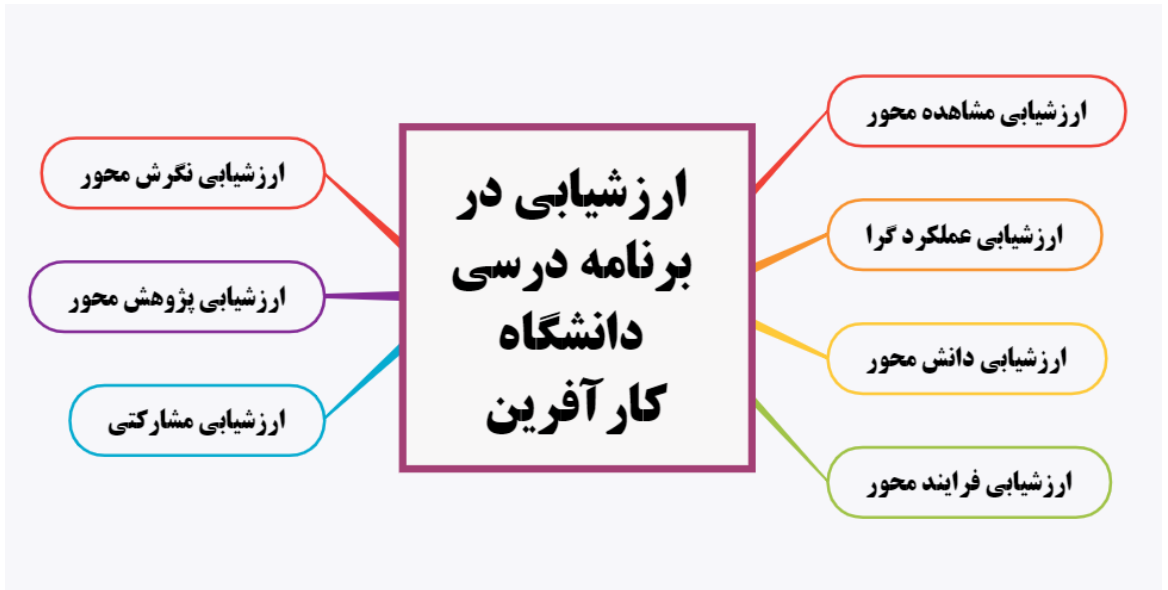 ارزشیابی در
برنامه درسی
دانشگاه
کارآفرین
ارزشیابی مشاهده محور
ارزشیابی عملکرد گرا
ارزشیابی دانش محور
ارزشیابی فرایند محور
ارزشیابی نگرش محور
ارزشیابی پژوهش محور
ارزشیابی مشارکتی